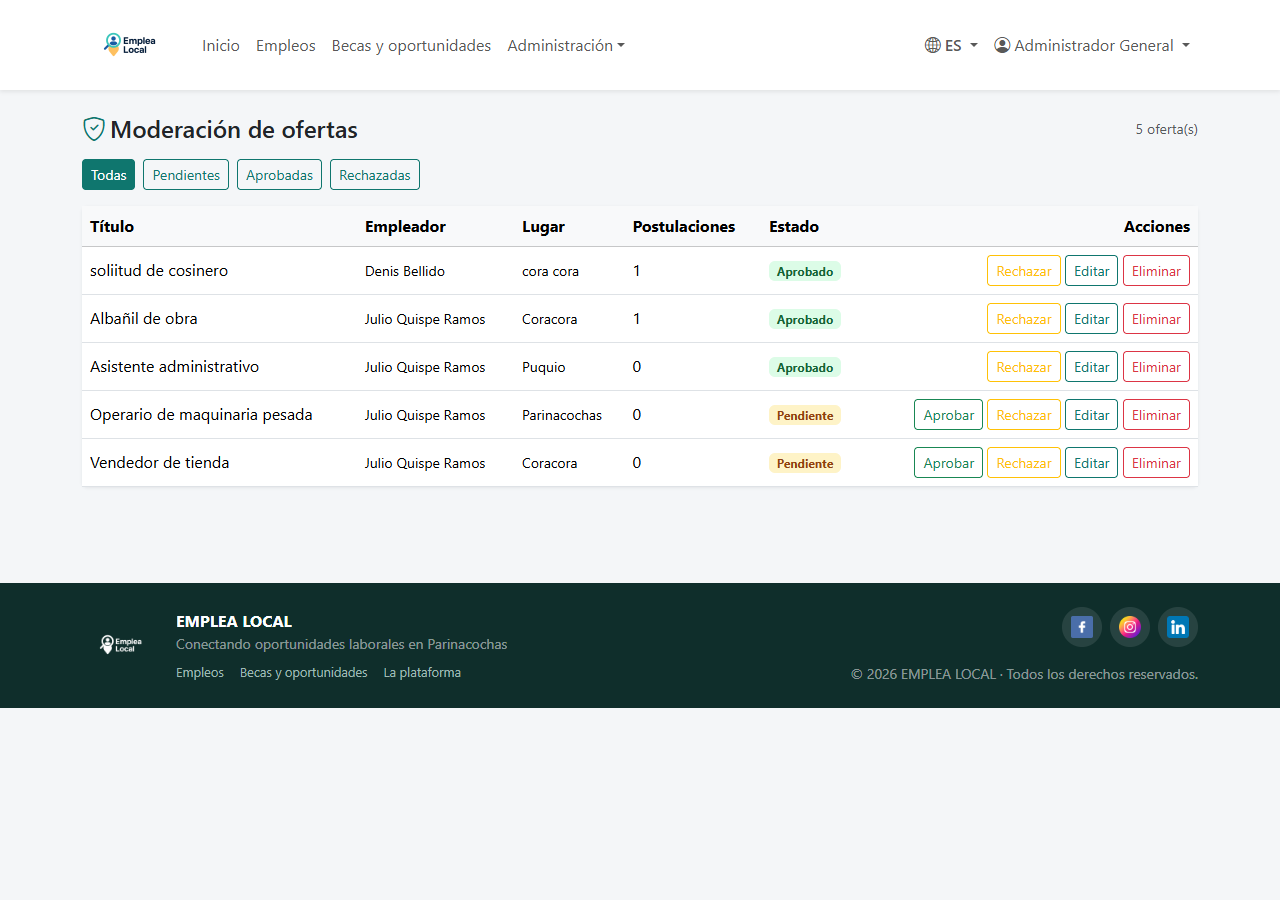 Emplea Local Inicio Empleos Becas y oportunidades Administración ES Administrador General
Moderación de ofertas 5 oferta(s)
Todas Pendientes Aprobadas Rechazadas
Título Empleador Lugar Postulaciones Estado Acciones
soliitud de cosinero Denis Bellido cora cora 1 Aprobado Rechazar Editar Eliminar
Albañil de obra Julio Quispe Ramos Coracora 1 Aprobado Rechazar Editar Eliminar
Asistente administrativo Julio Quispe Ramos Puquio 0 Aprobado Rechazar Editar Eliminar
Operario de maquinaria pesada Julio Quispe Ramos Parinacochas 0 Pendiente Aprobar Rechazar Editar Eliminar
Vendedor de tienda Julio Quispe Ramos Coracora 0 Pendiente Aprobar Rechazar Editar Eliminar
Emplea Local
EMPLEA LOCAL
Conectando oportunidades laborales en Parinacochas
Empleos Becas y oportunidades La plataforma
© 2026 EMPLEA LOCAL · Todos los derechos reservados.